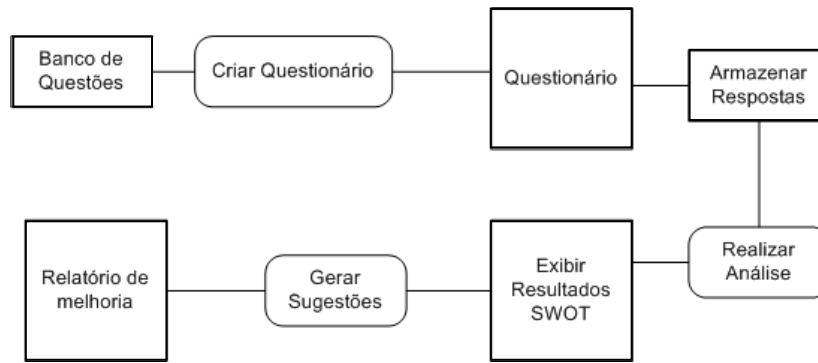 Banco de
Questões
Criar Questionário
Questionário
Armazenar
Respostas
Relatório de
melhoria
Gerar
Sugestões
Exibir
Resultados
SWOT
Realizar
Análise